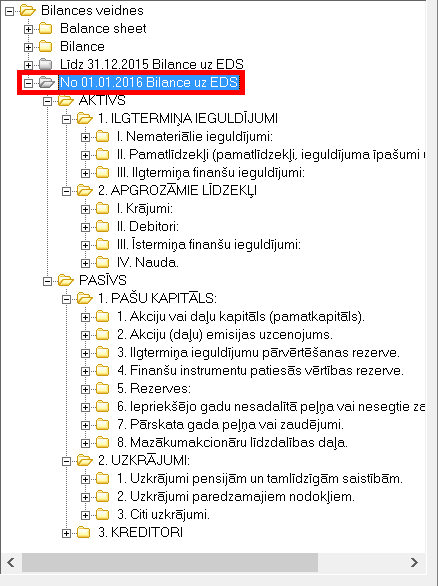 Bilances veidnes
Balance sheet
Bilance
Līdz 31.12.2015 Bilance uz EDS
No 01.01.2016 Bilance uz EDS
AKTĪVS
1. ILGTERMIŅA IEGULDĪJUMI
I. Nemateriālie ieguldījumi:
II. Pamatlīdzekļi (pamatlīdzekļi, ieguldījuma īpašumi u
III. Ilgtermiņa finanšu ieguldījumi:
2. APGROZĀMIE LĪDZEKĻI
I. Krājumi:
II. Debitori:
III. Īstermiņa finanšu ieguldījumi:
IV. Nauda.
PASĪVS
1. PAŠU KAPITĀLS:
1. Akciju vai daļu kapitāls (pamatkapitāls).
2. Akciju (daļu) emisijas uzcenojums.
3. Ilgtermiņa ieguldījumu pārvērtēšanas rezerve.
4. Finanšu instrumentu patiesās vērtības rezerve.
5. Rezerves:
6. Iepriekšējo gadu nesadalītā peļņa vai nesegtie za
7. Pārskata gada peļņa vai zaudējumi.
8. Mazākumakcionāru līdzdalības daļa.
2. UZKRĀJUMI:
1. Uzkrājumi pensijām un tamlīdzīgām saistībām.
2. Uzkrājumi paredzamajiem nodokļiem.
3. Citi uzkrājumi.
3. KREDITORI